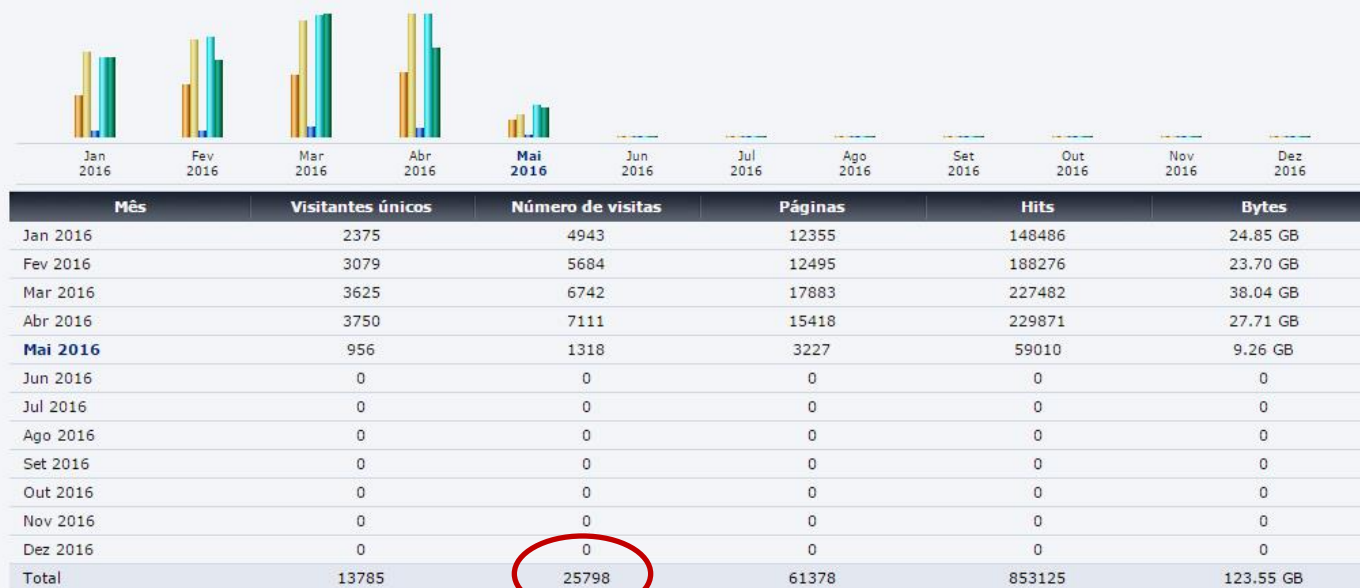 Jan Fev Mar Abr Mai Jun Jul Ago Set Out Nov Dez
2016 2016 2016 2016 2016 2016 2016 2016 2016 2016 2016 2016
Mês Visitantes únicos Número de visitas Páginas Hits Bytes
Jan 2016 2375 4943 12355 148486 24.85 GB
Fev 2016 3079 5684 12495 188276 23.70 GB
Mar 2016 3625 6742 17883 227482 38.04 GB
Abr 2016 3750 7111 15418 229871 27.71 GB
Mai 2016 956 1318 3227 59010 9.26 GB
Jun 2016 0 0 0 0 0
Jul 2016 0 0 0 0 0
Ago 2016 0 0 0 0 0
Set 2016 0 0 0 0 0
Out 2016 0 0 0 0 0
Nov 2016 0 0 0 0 0
Dez 2016 0 0 0 0 0
Total 13785 25798 61378 853125 123.55 GB